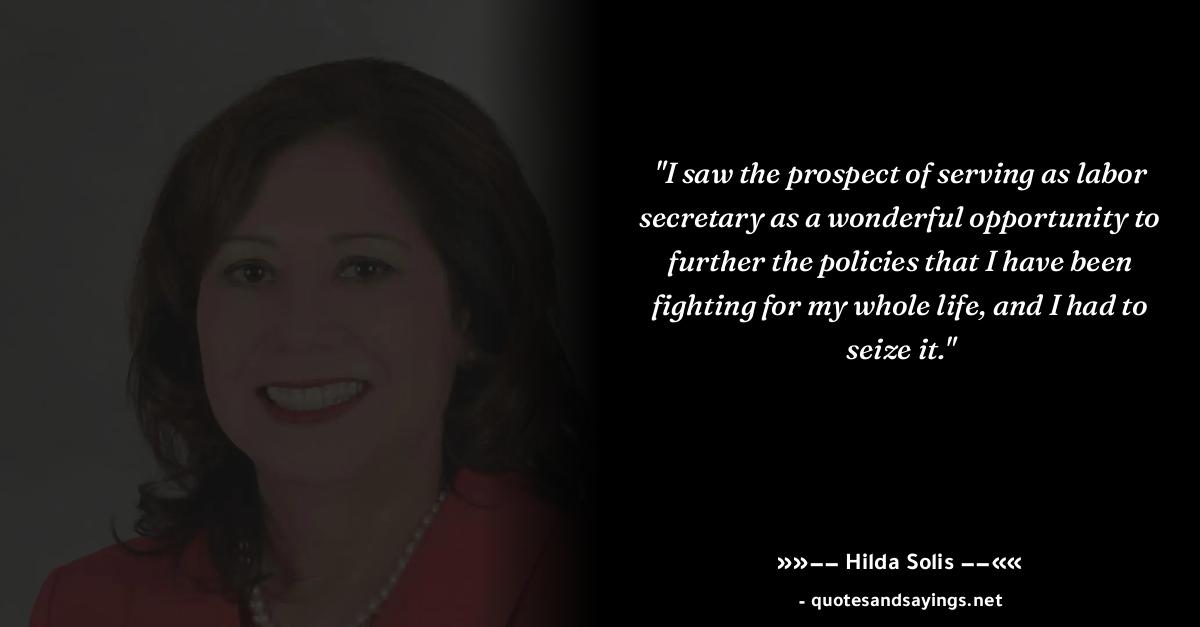 "I saw the prospect of serving as labor
secretary as a wonderful opportunity to
further the policies that I have been
fighting for my whole life, and I had to
seize it."
»»−− Hilda Solis −−««
- quotesandsayings.net